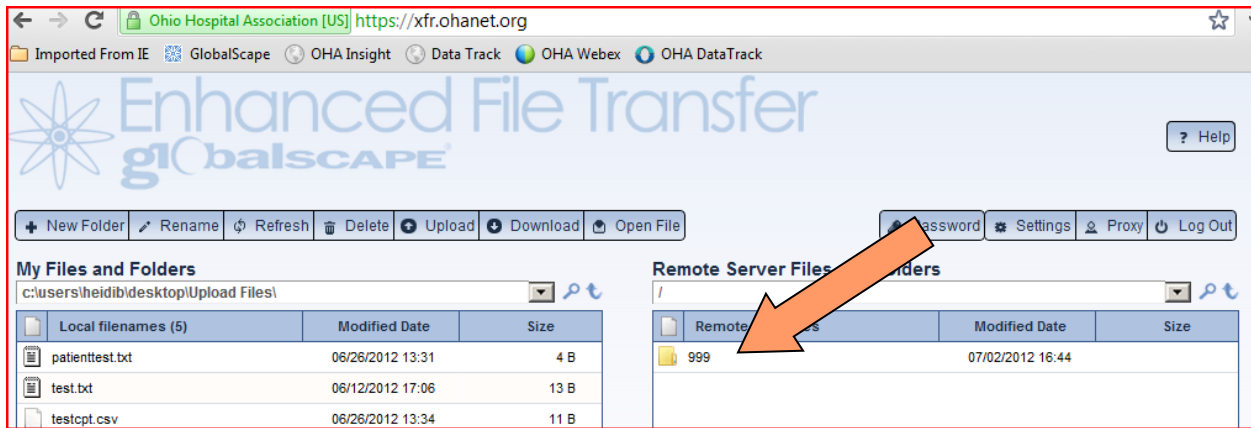 Ohio Hospital Association [US] https://xfr.ohanet.org
Imported From IE GlobalScape OHA Insight Data Track OHA Webex OHA DataTrack
Enhanced File Transfer
globalscape
? Help
New Folder Rename Refresh Delete Upload Download Open File
Password Settings Proxy Log Out
My Files and Folders
c:\users\heidib\desktop\Upload Files\
Local filenames (5) Modified Date Size
patienttest.txt 06/26/2012 13:31 4 B
test.txt 06/12/2012 17:06 13 B
testcpt.csv 06/26/2012 13:34 11 B
Remote Server Files
/
Remote Modified Date Size
999 07/02/2012 16:44